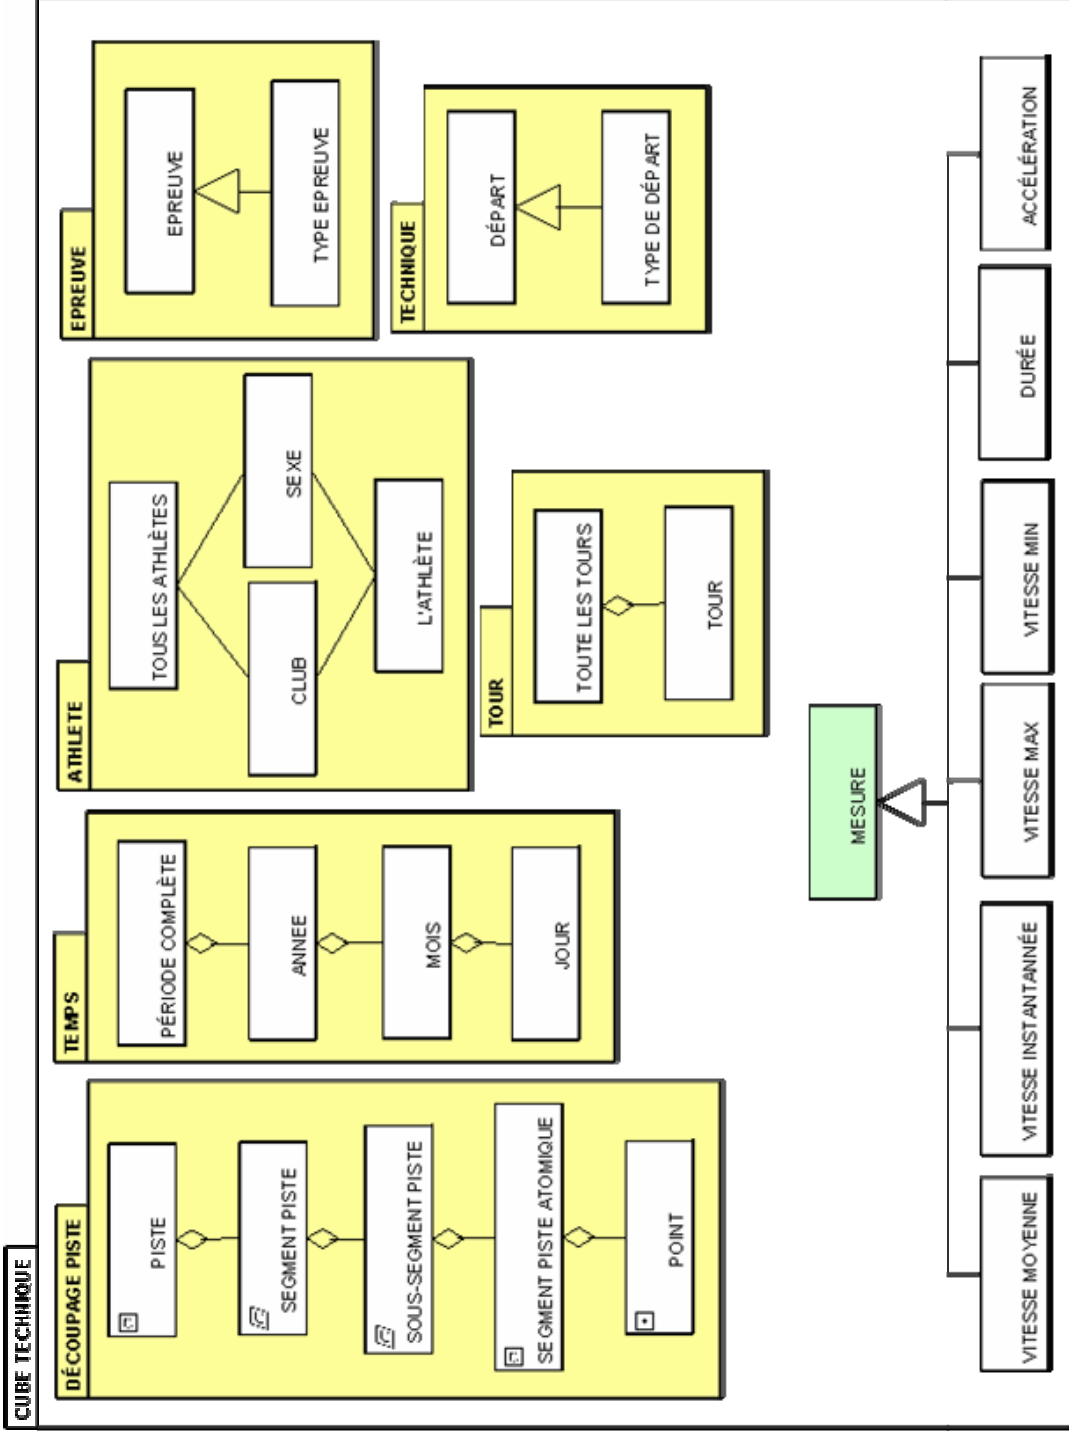 CUBE TECHNIQUE
DÉCOUPAGE PISTE
PISTE
SEGMENT PISTE
SOUS-SEGMENT PISTE
SEGMENT PISTE ATOMIQUE
POINT
TEMPS
PÉRIODE COMPLÈTE
ANNEE
MOIS
JOUR
ATHLETE
TOUS LES ATHLÈTES
CLUB
SEXE
L'ATHLÈTE
EPREUVE
EPREUVE
TYPE EPREUVE
TECHNIQUE
DÉPART
TYPE DE DÉPART
TOUR
TOUTE LES TOURS
TOUR
MESURE
VITESSE MOYENNE
VITESSE INSTANTANNÉE
VITESSE MAX
VITESSE MIN
DURÉE
ACCÉLÉRATION